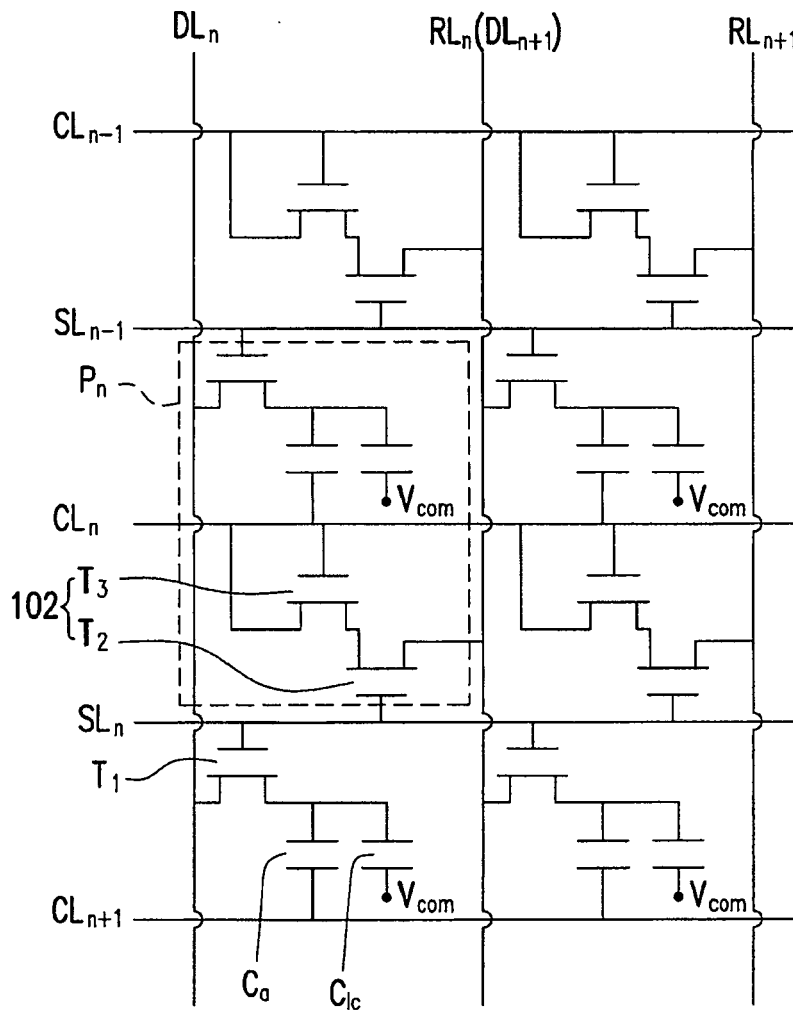 DLₙ RLₙ(DLₙ₊₁) RLₙ₊₁
CLₙ₋₁
SLₙ₋₁
Pₙ
Vcom Vcom
CLₙ
T₃
102{
T₂
SLₙ
T₁
Vcom Vcom
CLₙ₊₁
Cₐ Clc